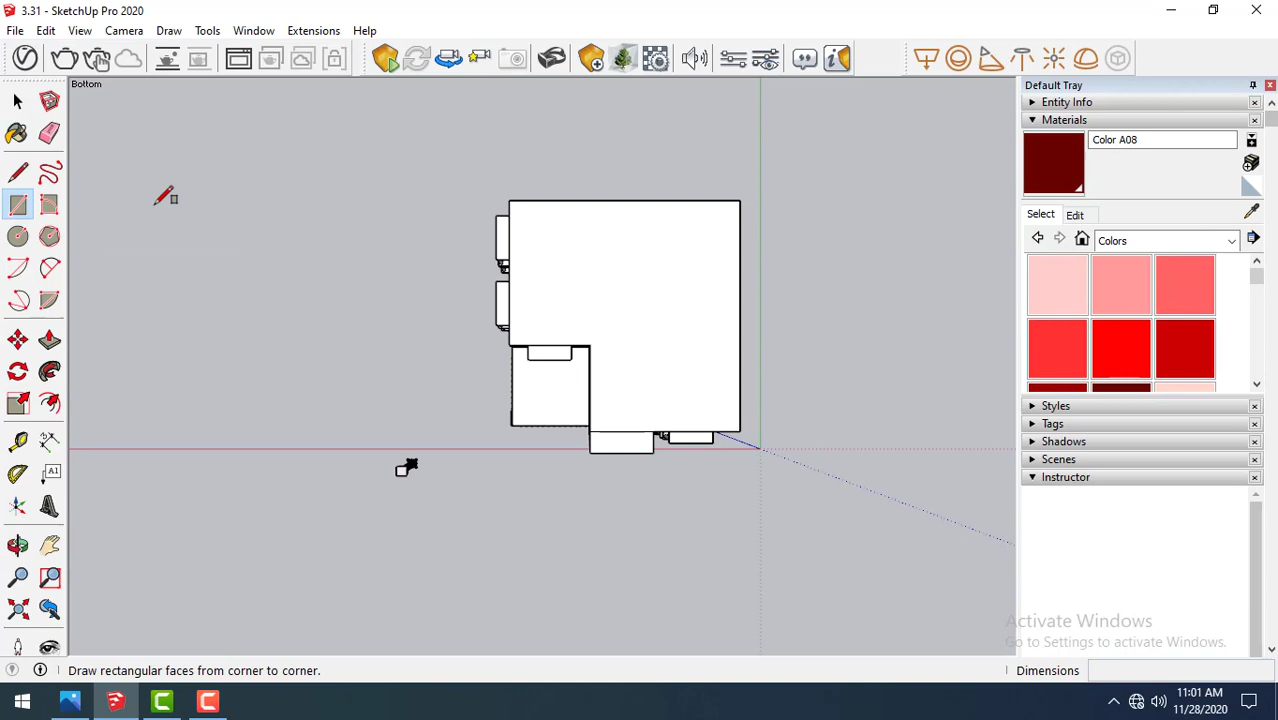 3.31 - SketchUp Pro 2020
File Edit View Camera Draw Tools Window Extensions Help
Bottom
Default Tray
Entity Info
Materials
Color A08
Select Edit
Colors
Styles
Tags
Shadows
Scenes
Instructor
AI
Activate Windows
Go to Settings to activate Windows.
Draw rectangular faces from corner to corner.
Dimensions
11:01 AM
11/28/2020